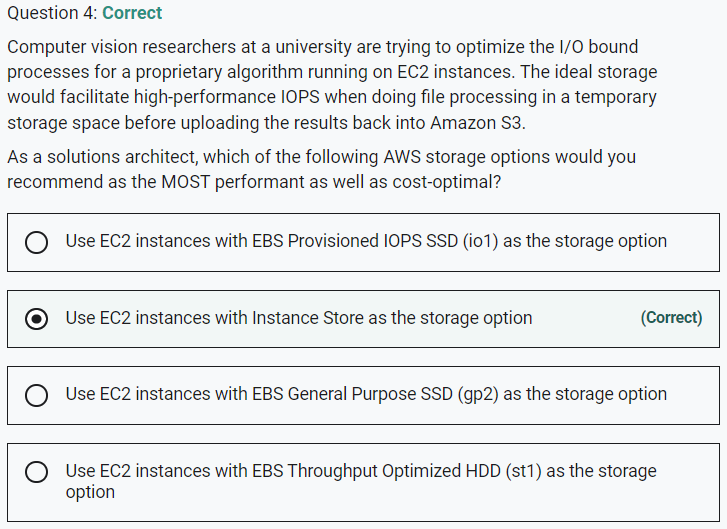 Question 4: Correct
Computer vision researchers at a university are trying to optimize the I/O bound
processes for a proprietary algorithm running on EC2 instances. The ideal storage
would facilitate high-performance IOPS when doing file processing in a temporary
storage space before uploading the results back into Amazon S3.
As a solutions architect, which of the following AWS storage options would you
recommend as the MOST performant as well as cost-optimal?
Use EC2 instances with EBS Provisioned IOPS SSD (io1) as the storage option
Use EC2 instances with Instance Store as the storage option (Correct)
Use EC2 instances with EBS General Purpose SSD (gp2) as the storage option
Use EC2 instances with EBS Throughput Optimized HDD (st1) as the storage
option